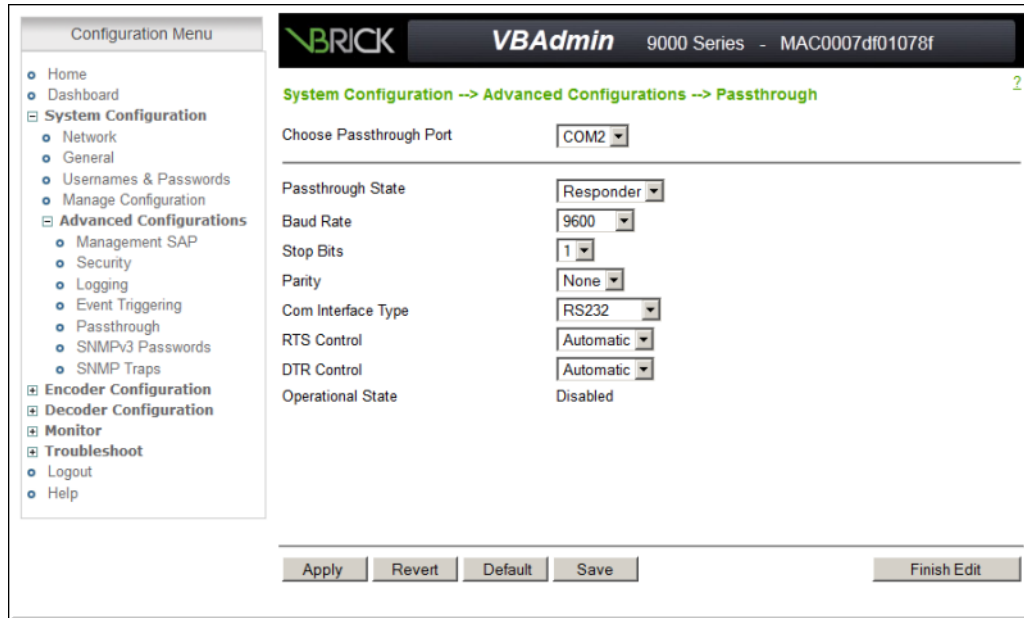 Configuration Menu
Home
Dashboard
System Configuration
Network
General
Usernames & Passwords
Manage Configuration
Advanced Configurations
Management SAP
Security
Logging
Event Triggering
Passthrough
SNMPv3 Passwords
SNMP Traps
Encoder Configuration
Decoder Configuration
Monitor
Troubleshoot
Logout
Help
VBRICK VBAdmin 9000 Series - MAC0007df01078f
?
System Configuration --> Advanced Configurations --> Passthrough
Choose Passthrough Port COM2
Passthrough State Responder
Baud Rate 9600
Stop Bits 1
Parity None
Com Interface Type RS232
RTS Control Automatic
DTR Control Automatic
Operational State Disabled
Apply Revert Default Save Finish Edit